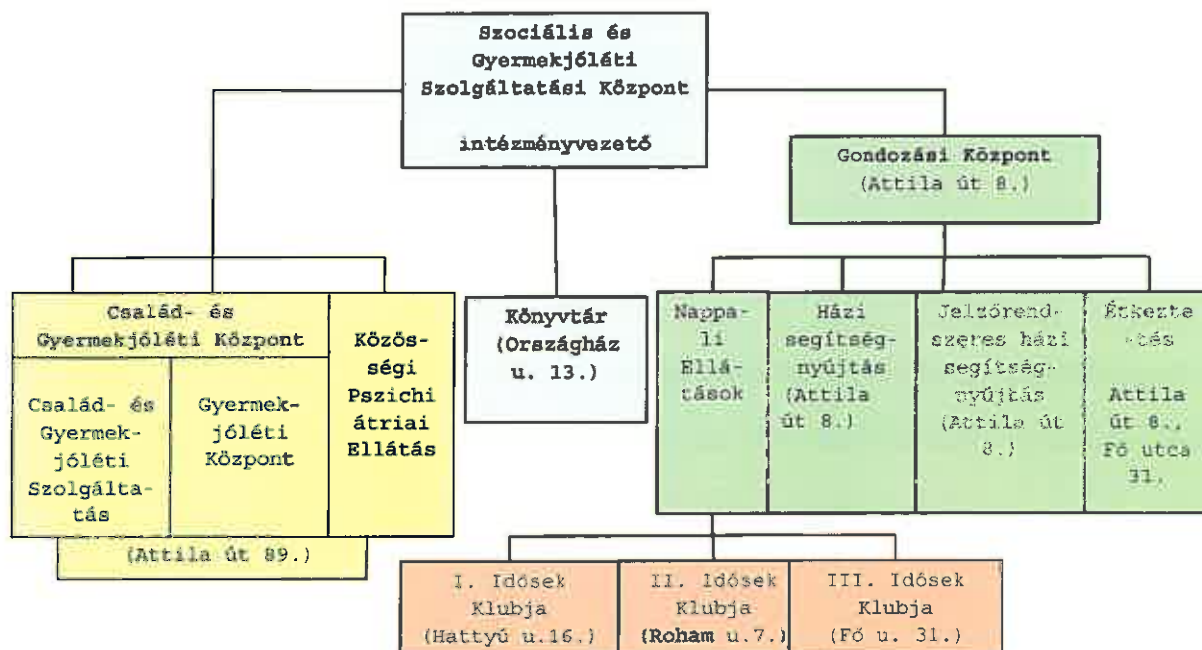 Szociális és
Gyermekjóléti
Szolgáltatási Központ
intézményvezető
Gondozási Központ
(Attila út 8.)
Család- és
Gyermekjóléti Központ
Család- és
Gyermek-
jóléti
Szolgálta-
tás
Gyermek-
jóléti
Központ
Közös-
ségi
Pszichi
átriai
Ellátás
(Attila út 89.)
Könyvtár
(Országház
u. 13.)
Nappa-
li
Ellá-
tások
Házi
segítség-
nyújtás
(Attila
út 8.)
Jelzőrend-
szeres házi
segítség-
nyújtás
(Attila út
8.)
Étkezte
-tés
Attila
út 8.,
Fő utca
31.
I. Idősek
Klubja
(Hattyú u.16.)
II. Idősek
Klubja
(Roham u.7.)
III. Idősek
Klubja
(Fő u. 31.)